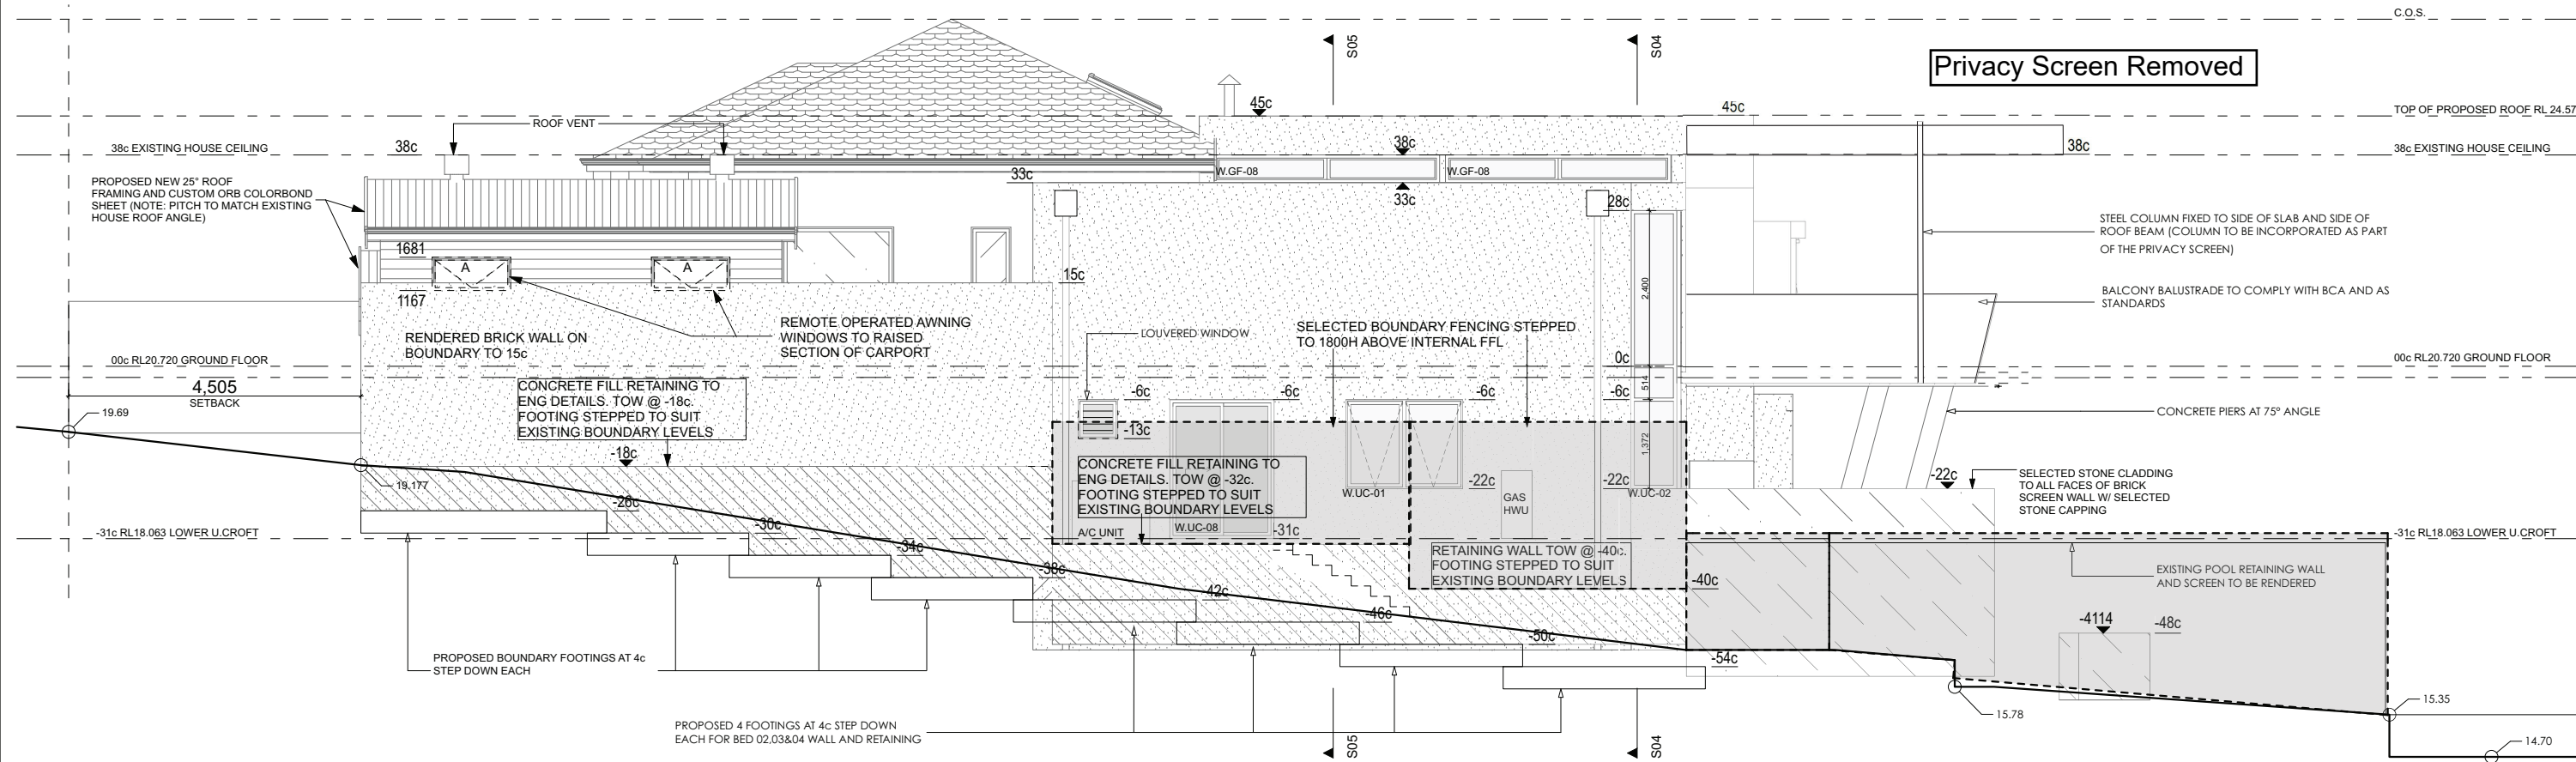 C.O.S.
S05
S04
Privacy Screen Removed
45c
45c
TOP OF PROPOSED ROOF RL 24.57
ROOF VENT
38c EXISTING HOUSE CEILING
38c
38c
38c
38c EXISTING HOUSE CEILING
PROPOSED NEW 25° ROOF
FRAMING AND CUSTOM ORB COLORBOND
SHEET (NOTE: PITCH TO MATCH EXISTING
HOUSE ROOF ANGLE)
33c
W.GF-08
W.GF-08
33c
28c
STEEL COLUMN FIXED TO SIDE OF SLAB AND SIDE OF
ROOF BEAM (COLUMN TO BE INCORPORATED AS PART
OF THE PRIVACY SCREEN)
1681
A
A
1167
15c
2,400
BALCONY BALUSTRADE TO COMPLY WITH BCA AND AS
STANDARDS
RENDERED BRICK WALL ON
BOUNDARY TO 15c
REMOTE OPERATED AWNING
WINDOWS TO RAISED
SECTION OF CARPORT
LOUVERED WINDOW
SELECTED BOUNDARY FENCING STEPPED
TO 1800H ABOVE INTERNAL FFL
00c RL20.720 GROUND FLOOR
0c
00c RL20.720 GROUND FLOOR
4,505
SETBACK
CONCRETE FILL RETAINING TO
ENG DETAILS. TOW @ -18c.
FOOTING STEPPED TO SUIT
EXISTING BOUNDARY LEVELS
-6c
-6c
-6c
-6c
514
19.69
-13c
1,372
CONCRETE PIERS AT 75° ANGLE
-18c
19.177
CONCRETE FILL RETAINING TO
ENG DETAILS. TOW @ -32c.
FOOTING STEPPED TO SUIT
EXISTING BOUNDARY LEVELS
W.UC-01
-22c
GAS
HWU
-22c
W.UC-02
-22c
SELECTED STONE CLADDING
TO ALL FACES OF BRICK
SCREEN WALL W/ SELECTED
STONE CAPPING
-26c
-30c
-31c RL18.063 LOWER U.CROFT
A/C UNIT
W.UC-08
-31c
-31c RL18.063 LOWER U.CROFT
-34c
-38c
RETAINING WALL TOW @ -40c.
FOOTING STEPPED TO SUIT
EXISTING BOUNDARY LEVELS
-40c
EXISTING POOL RETAINING WALL
AND SCREEN TO BE RENDERED
-42c
-46c
-50c
-4114
-48c
-54c
PROPOSED BOUNDARY FOOTINGS AT 4c
STEP DOWN EACH
PROPOSED 4 FOOTINGS AT 4c STEP DOWN
EACH FOR BED 02,03&04 WALL AND RETAINING
15.78
15.35
14.70
S05
S04